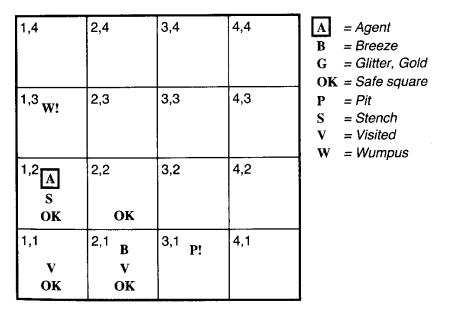 1,4 2,4 3,4 4,4
1,3 W! 2,3 3,3 4,3
1,2 A 2,2 3,2 4,2
S
OK OK
1,1 2,1 B 3,1 P! 4,1
V V
OK OK
A = Agent
B = Breeze
G = Glitter, Gold
OK = Safe square
P = Pit
S = Stench
V = Visited
W = Wumpus